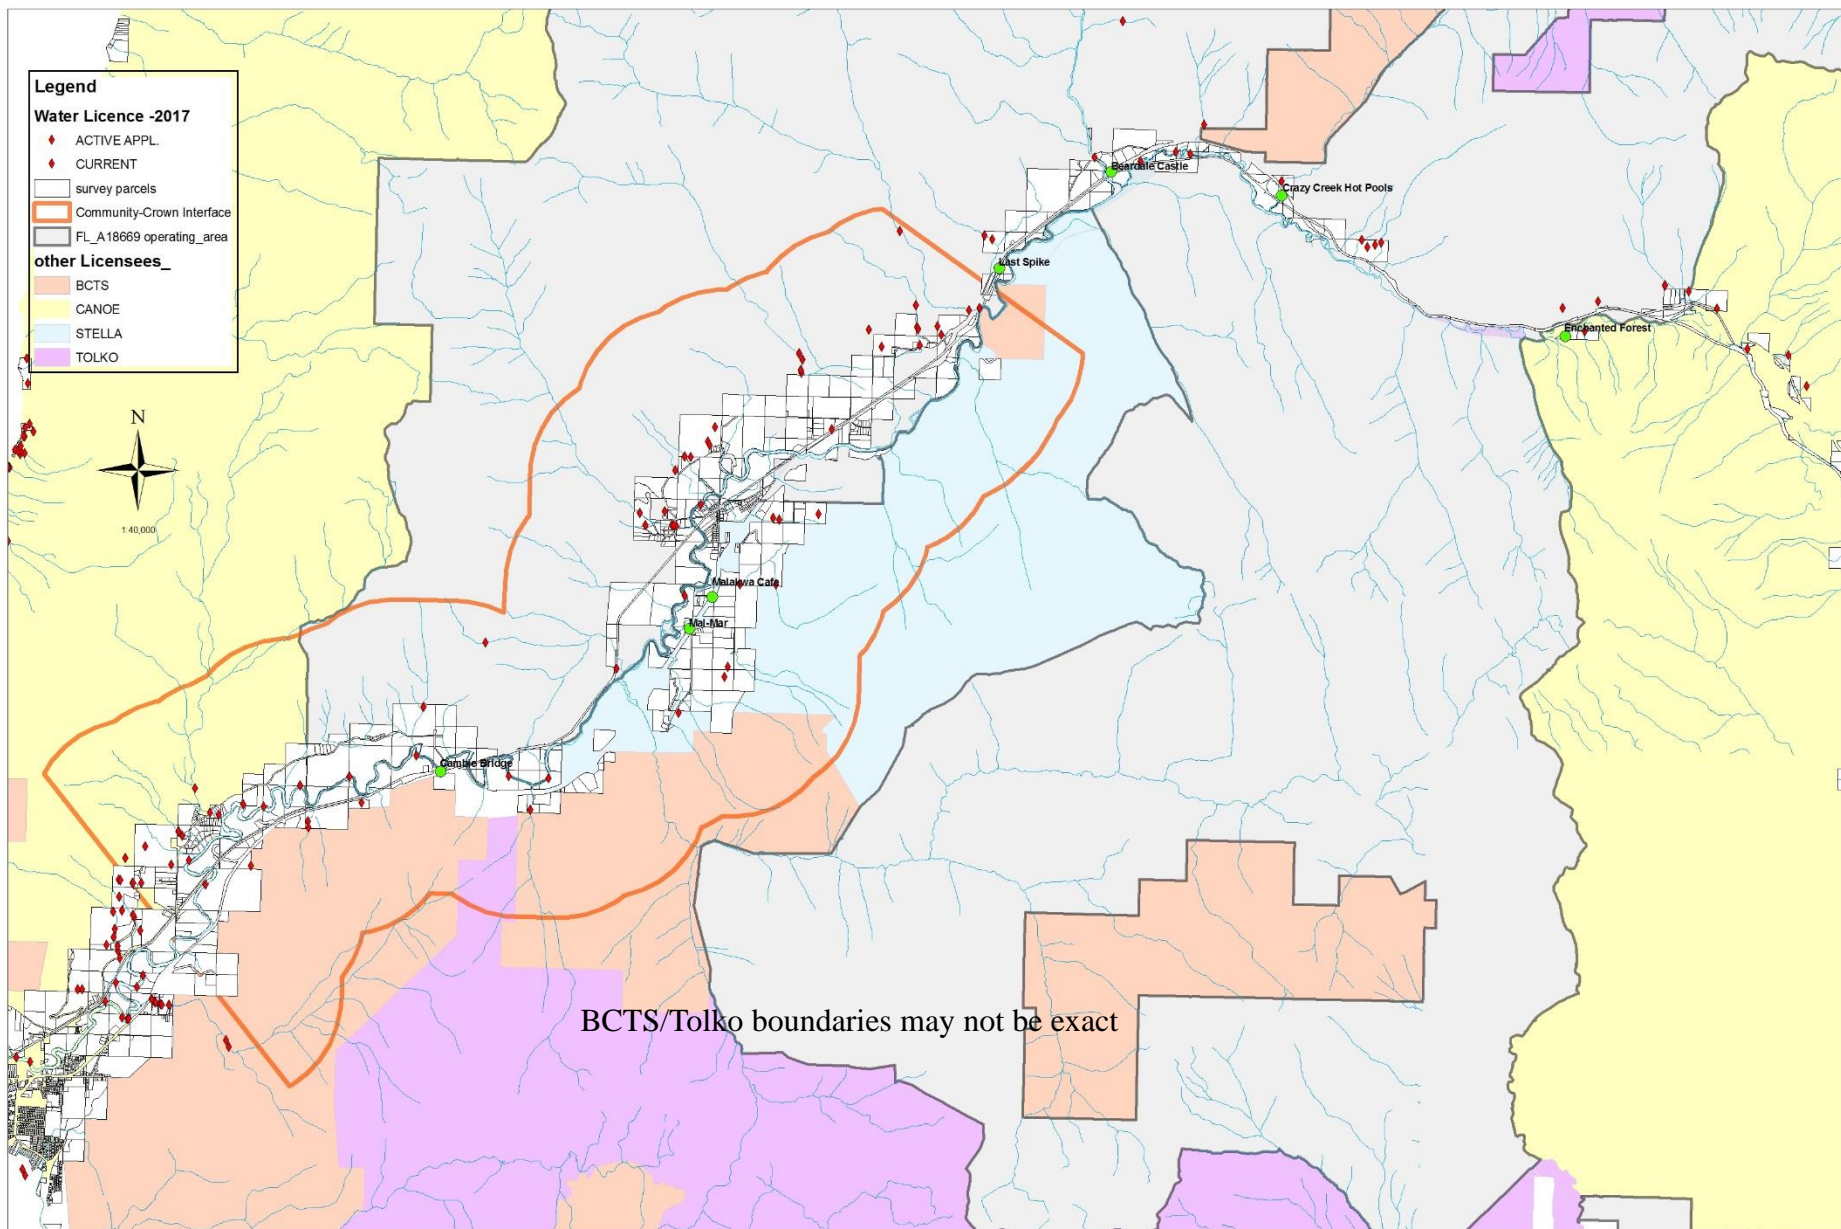 Legend
Water Licence -2017
ACTIVE APPL.
CURRENT
survey parcels
Community-Crown Interface
FL_A18669 operating_area
other Licensees_
BCTS
CANOE
STELLA
TOLKO
N
1:40,000
Beardale Castle
Crazy Creek Hot Pools
Last Spike
Enchanted Forest
Malakwa Cafe
Mal-Mar
Cambie Bridge
BCTS/Tolko boundaries may not be exact